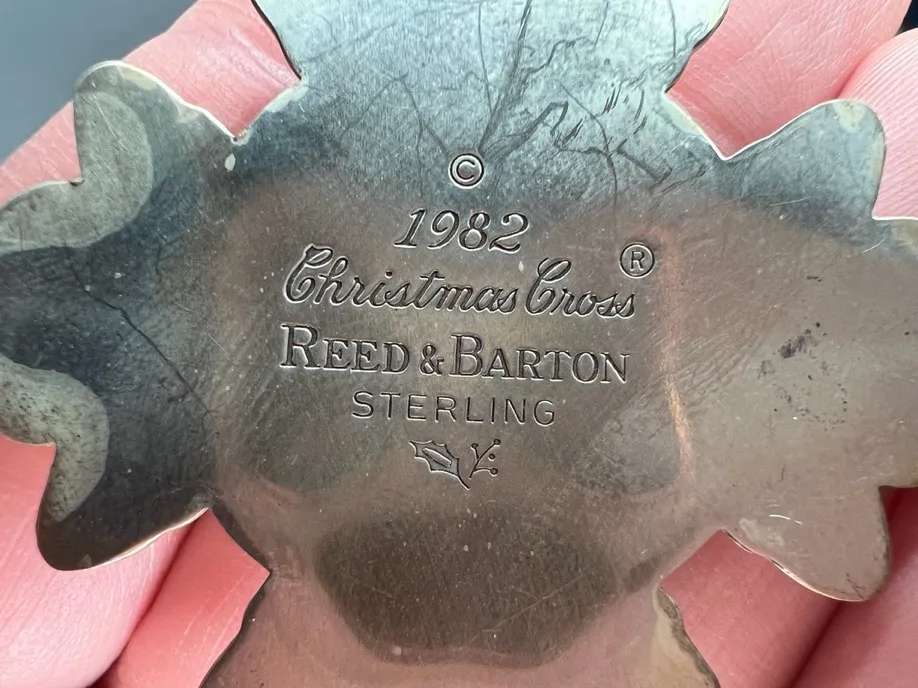 ©
1982
Christmas Cross ®
REED & BARTON
STERLING